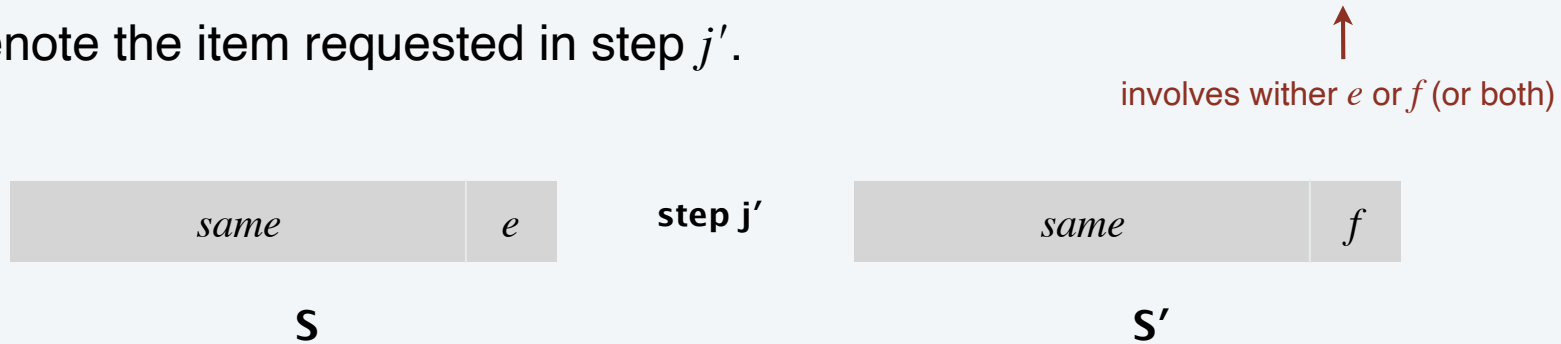 enote the item requested in step j′.
involves wither e or f (or both)
same e step j′ same f
S S′